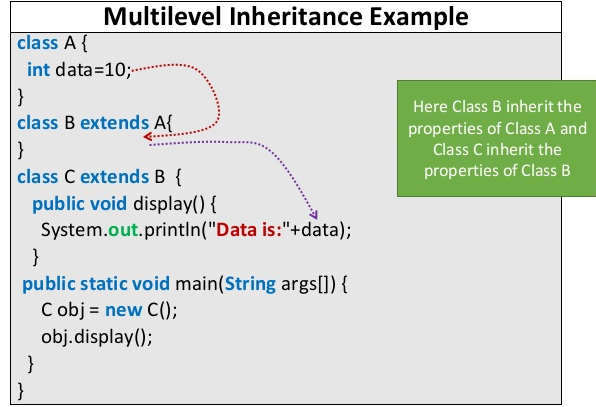 Multilevel Inheritance Example
class A {
int data=10;
}
class B extends A{
}
class C extends B {
public void display() {
System.out.println("Data is:"+data);
}
public static void main(String args[]) {
C obj = new C();
obj.display();
}
}
Here Class B inherit the
properties of Class A and
Class C inherit the
properties of Class B